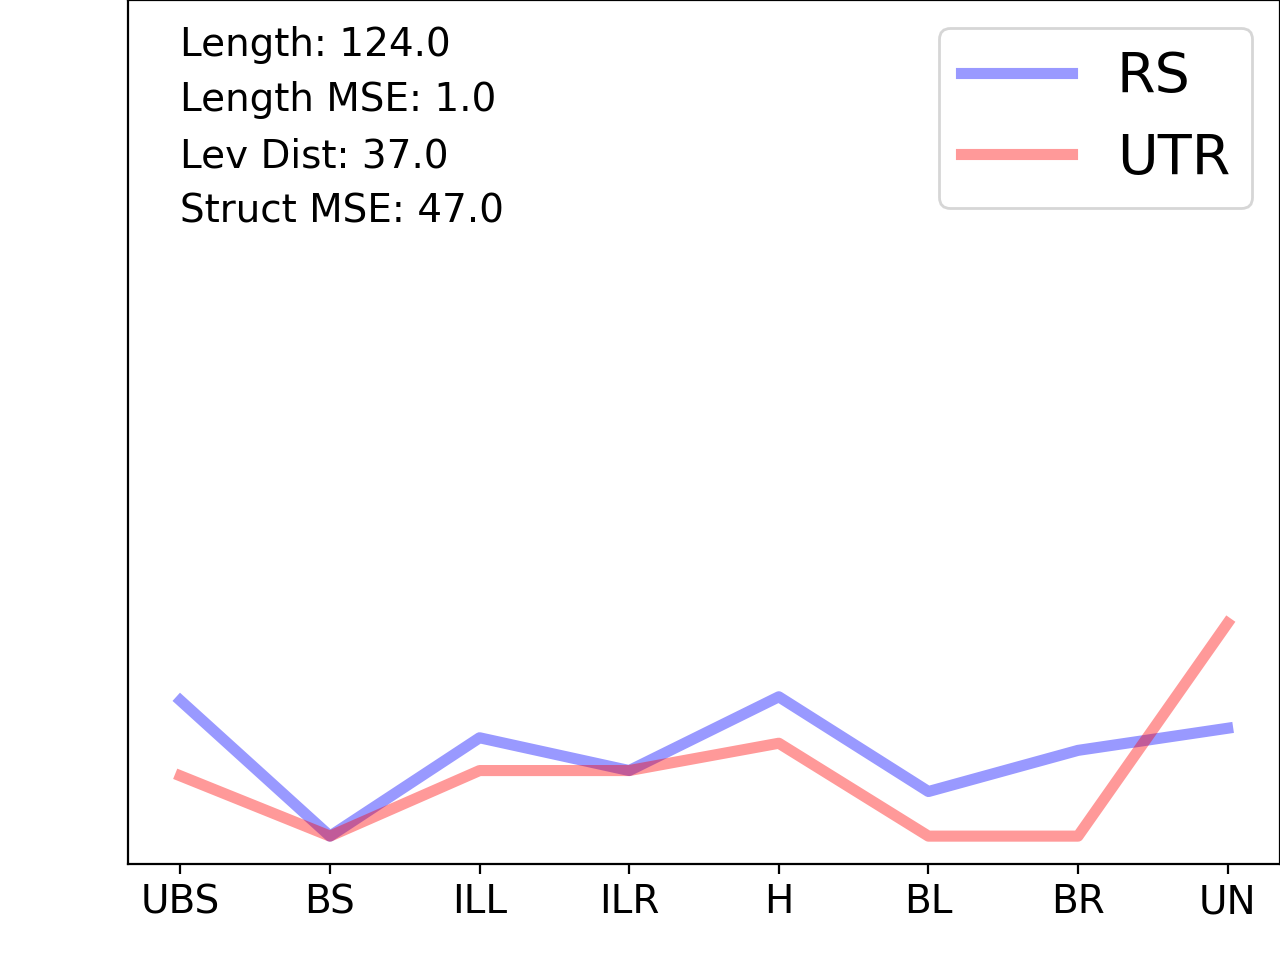 Length: 124.0
Length MSE: 1.0
Lev Dist: 37.0
Struct MSE: 47.0
RS
UTR
UBS BS ILL ILR H BL BR UN